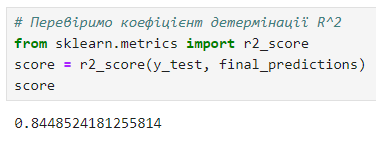 # Перевіримо коефіцієнт детермінації R^2
from sklearn.metrics import r2_score
score = r2_score(y_test, final_predictions)
score
0.8448524181255814